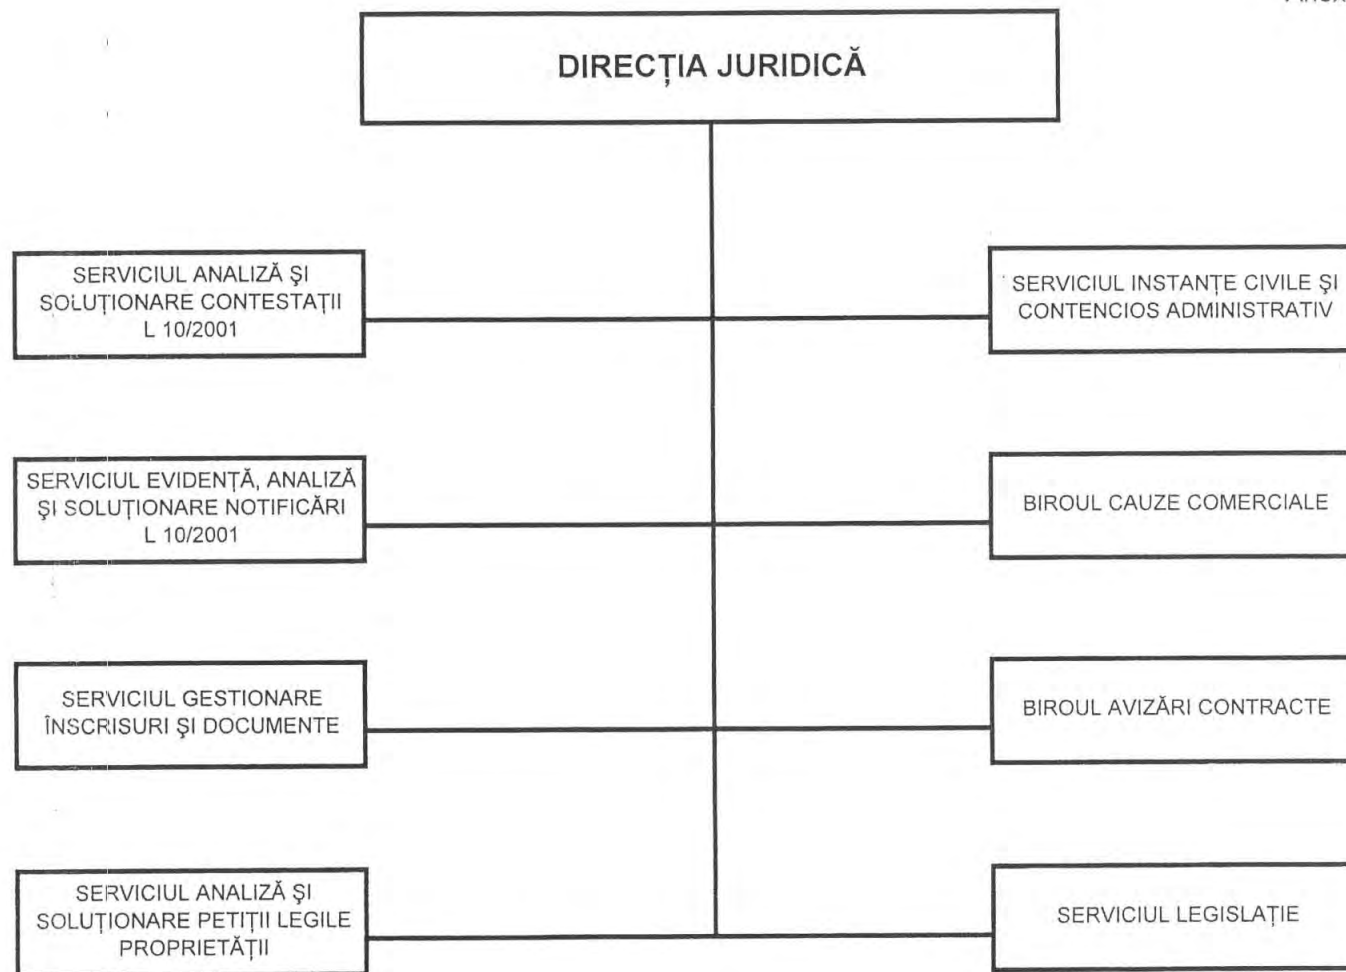 DIRECȚIA JURIDICĂ
SERVICIUL ANALIZĂ ŞI
SOLUȚIONARE CONTESTAȚII
L 10/2001
SERVICIUL INSTANȚE CIVILE ŞI
CONTENCIOS ADMINISTRATIV
SERVICIUL EVIDENȚĂ, ANALIZĂ
ŞI SOLUȚIONARE NOTIFICĂRI
L 10/2001
BIROUL CAUZE COMERCIALE
SERVICIUL GESTIONARE
ÎNSCRISURI ŞI DOCUMENTE
BIROUL AVIZĂRI CONTRACTE
SERVICIUL ANALIZĂ ŞI
SOLUȚIONARE PETIȚII LEGILE
PROPRIETĂȚII
SERVICIUL LEGISLAȚIE